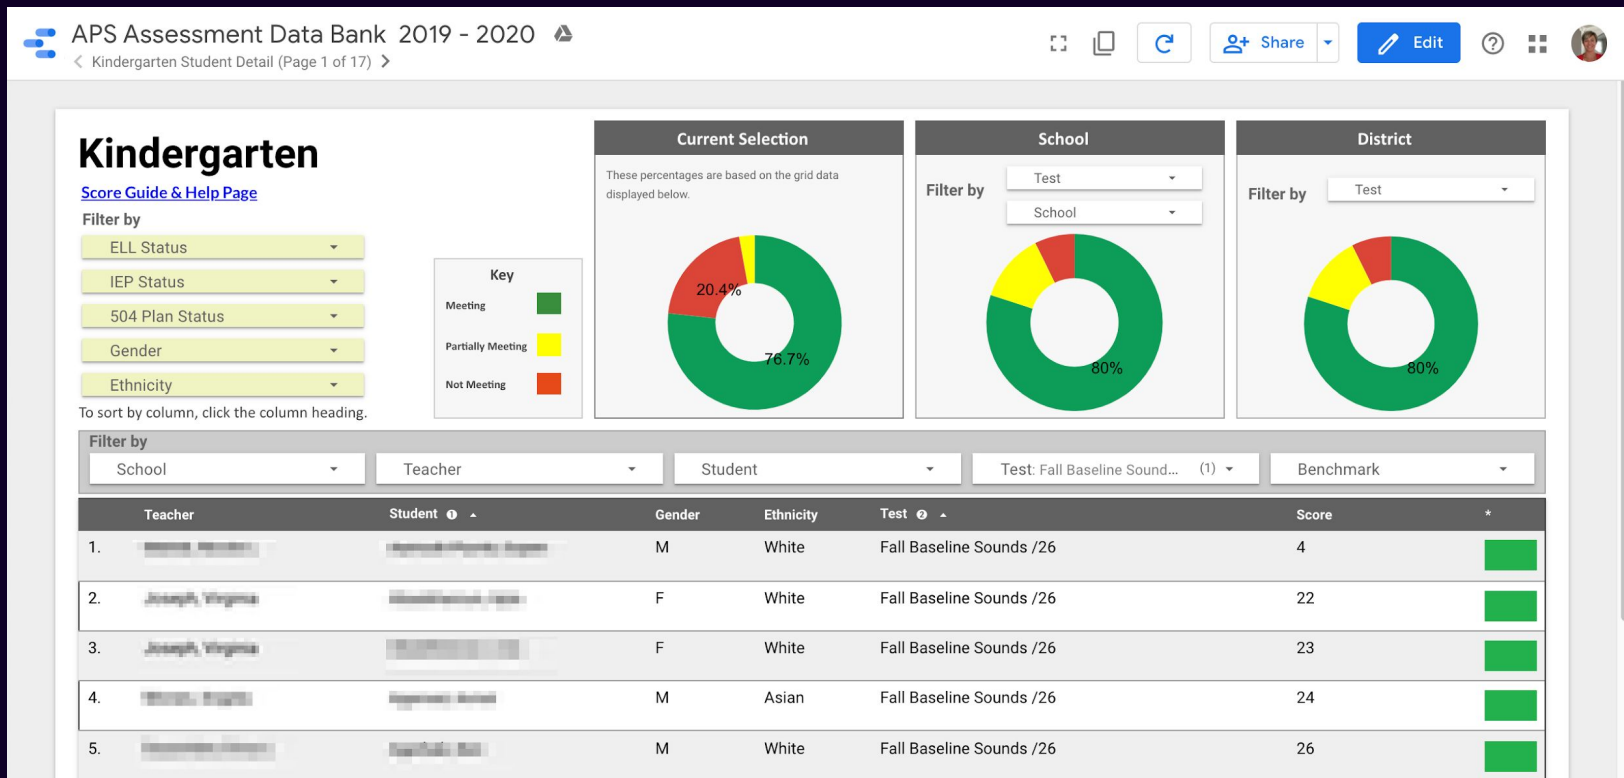 APS Assessment Data Bank 2019 - 2020
Kindergarten Student Detail (Page 1 of 17)
Share
Edit
Kindergarten
Score Guide & Help Page
Filter by
ELL Status
IEP Status
504 Plan Status
Gender
Ethnicity
To sort by column, click the column heading.
Key
Meeting
Partially Meeting
Not Meeting
Current Selection
These percentages are based on the grid data
displayed below.
20.4%
76.7%
School
Filter by
Test
School
80%
District
Filter by
Test
80%
Filter by
School
Teacher
Student
Test: Fall Baseline Sound... (1)
Benchmark
Teacher Student 1 Gender Ethnicity Test 2 Score *
1. M White Fall Baseline Sounds /26 4
2. F White Fall Baseline Sounds /26 22
3. F White Fall Baseline Sounds /26 23
4. M Asian Fall Baseline Sounds /26 24
5. M White Fall Baseline Sounds /26 26